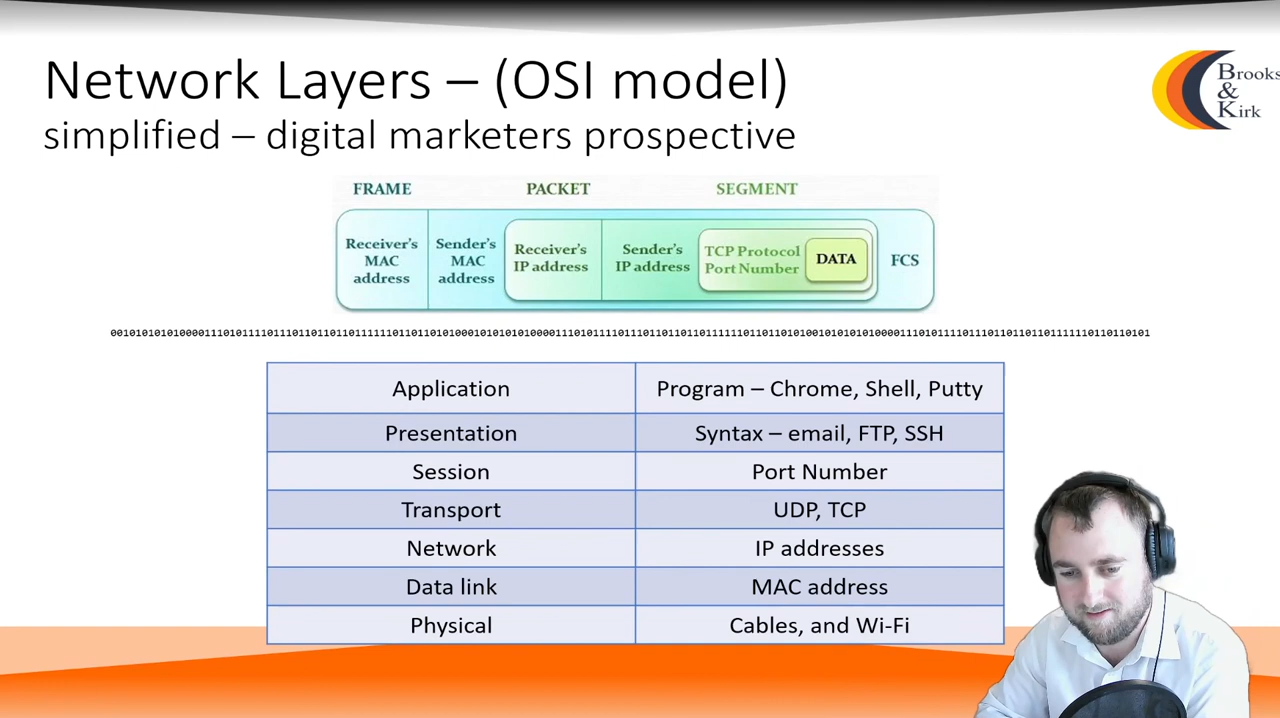 Network Layers – (OSI model)
simplified – digital marketers prospective
Brooks
&
Kirk
FRAME PACKET SEGMENT
Receiver's MAC address
Sender's MAC address
Receiver's IP address
Sender's IP address
TCP Protocol Port Number
DATA
FCS
Application Program – Chrome, Shell, Putty
Presentation Syntax – email, FTP, SSH
Session Port Number
Transport UDP, TCP
Network IP addresses
Data link MAC address
Physical Cables, and Wi-Fi